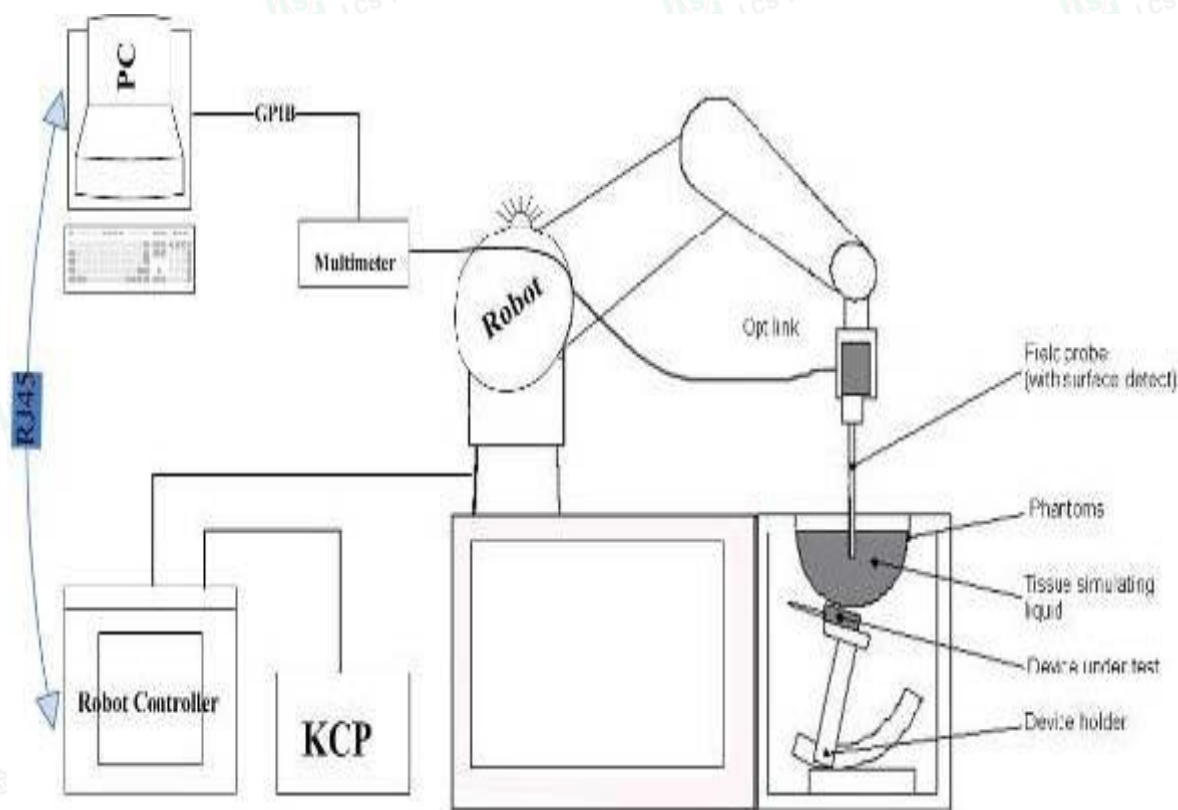 PC
GPIB
Multimeter
Robot
Opt link
Field probe
(with surface detect)
Phantoms
Tissue simulating
liquid
Device under test
Device holder
RJ45
Robot Controller
KCP